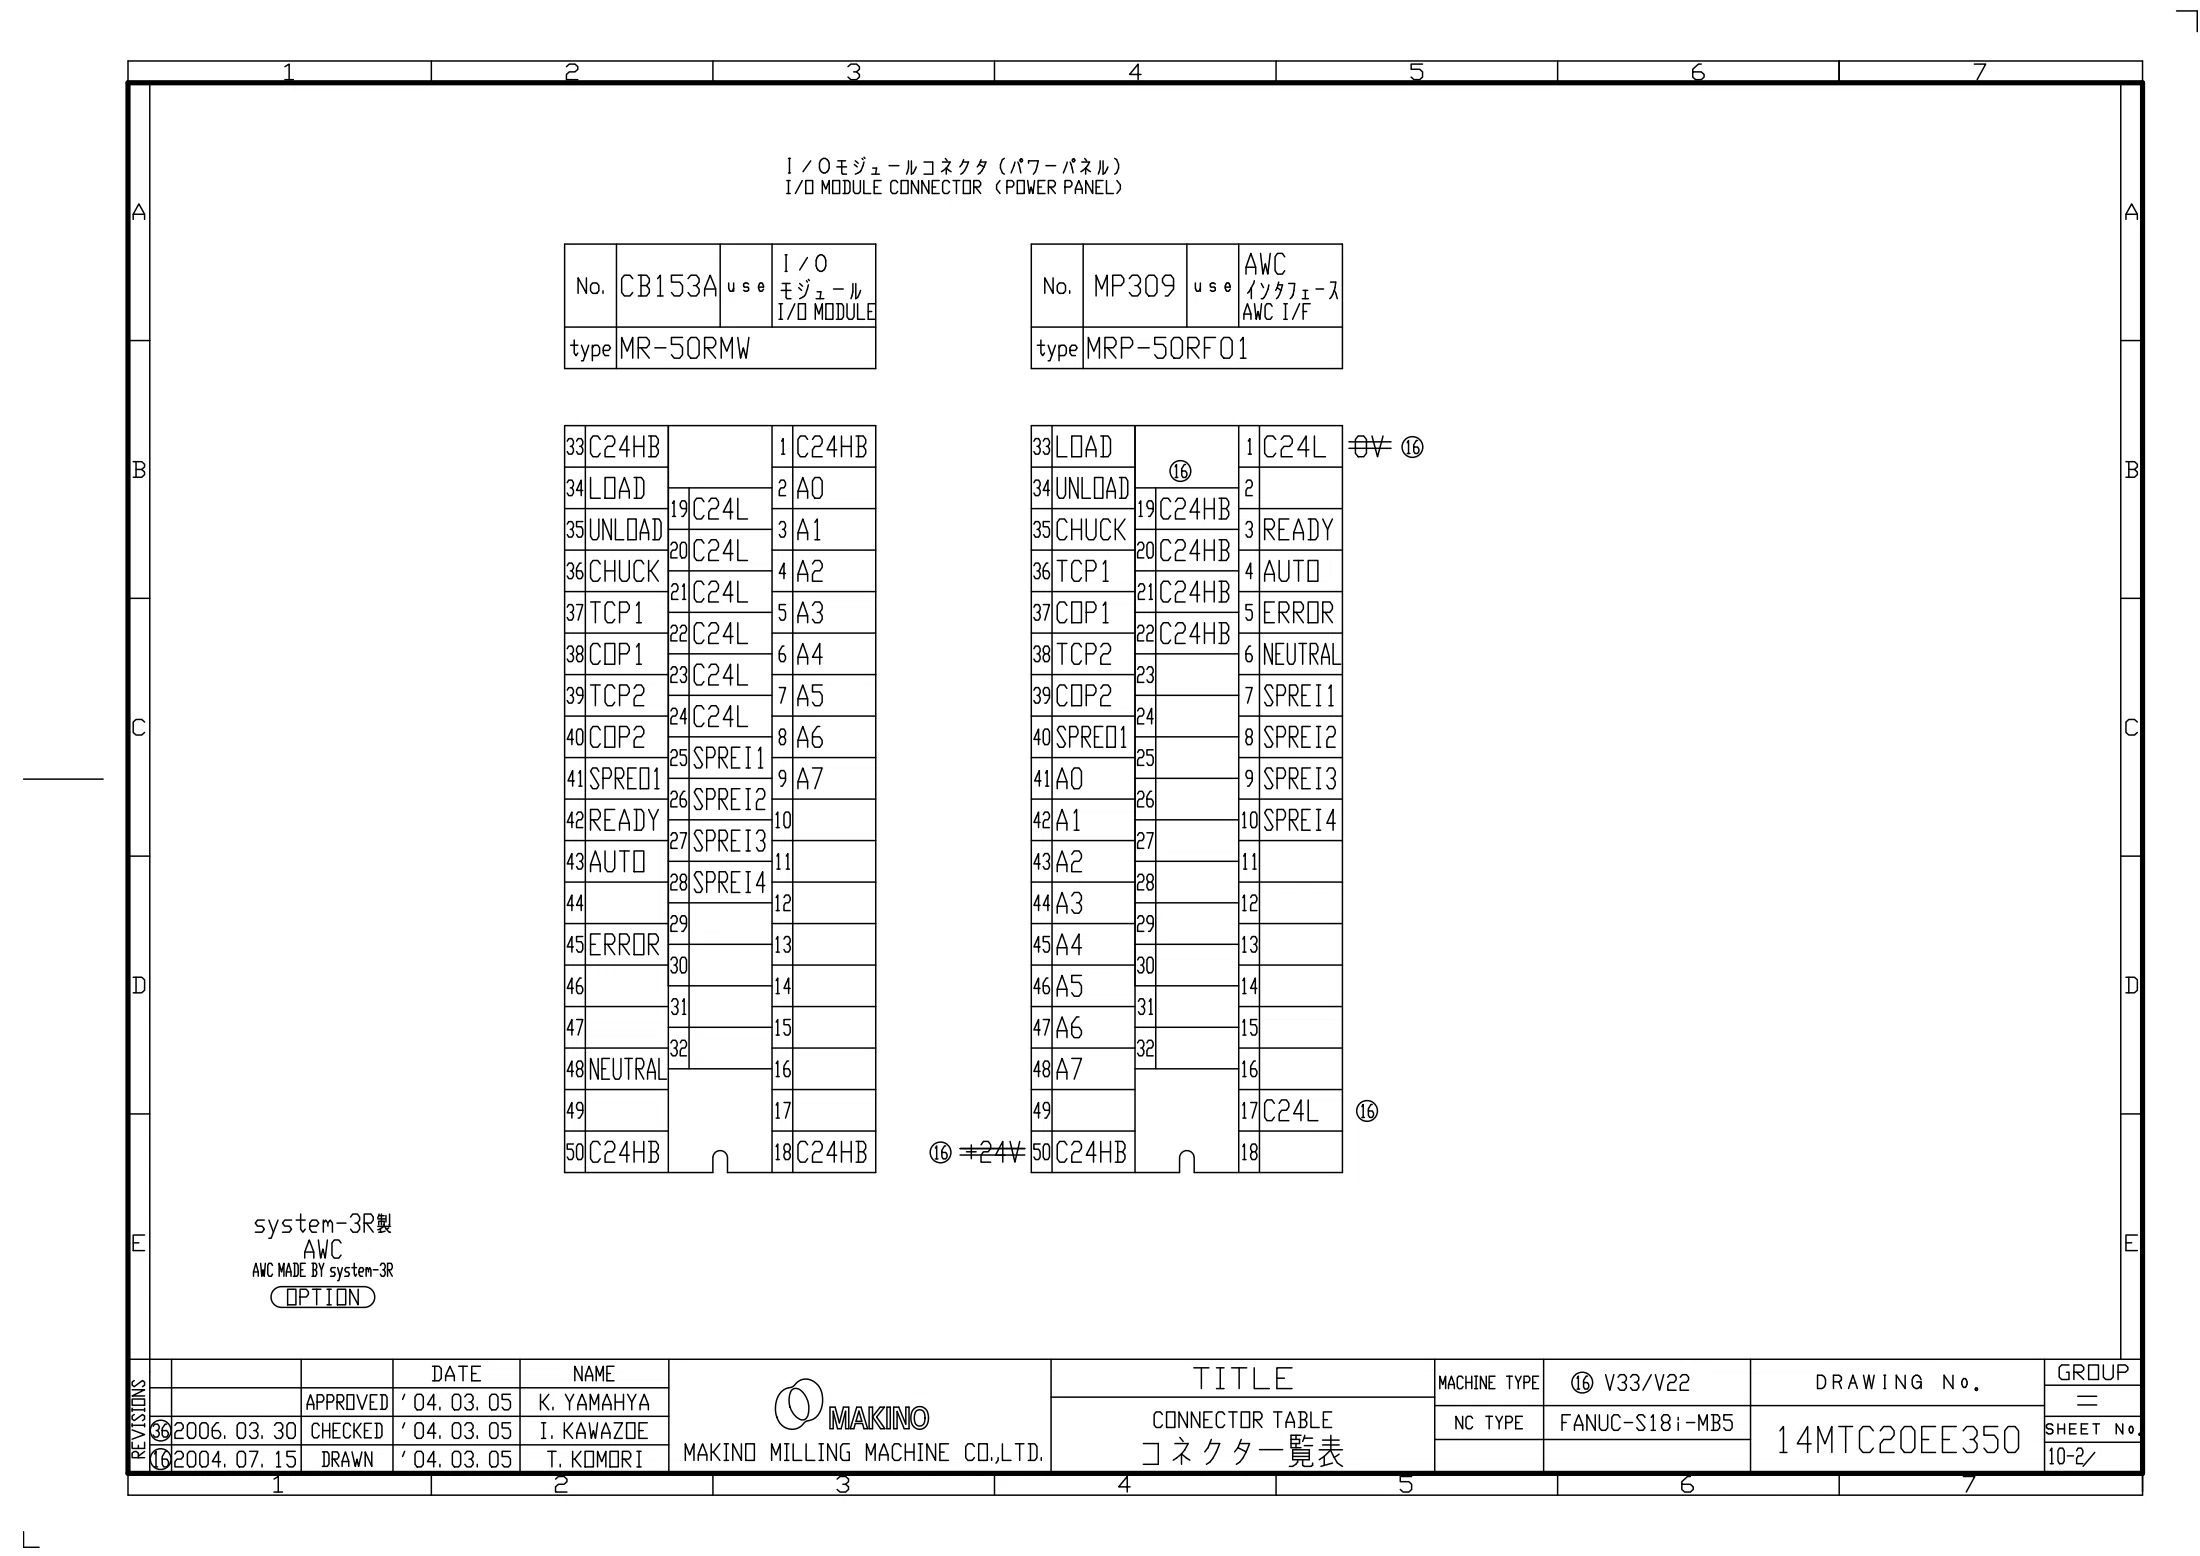 1 2 3 4 5 6 7
I/Oモジュールコネクタ(パワーパネル)
I/O MODULE CONNECTOR (POWER PANEL)
A A
No. CB153A use I/O モジュール I/O MODULE
type MR-50RMW
No. MP309 use AWC インタフェース AWC I/F
type MRP-50RF01
B B
C C
D D
E E
33 C24HB
34 LOAD
35 UNLOAD
36 CHUCK
37 TCP1
38 COP1
39 TCP2
40 COP2
41 SPREO1
42 READY
43 AUTO
44
45 ERROR
46
47
48 NEUTRAL
49
50 C24HB
19 C24L
20 C24L
21 C24L
22 C24L
23 C24L
24 C24L
25 SPREI1
26 SPREI2
27 SPREI3
28 SPREI4
29
30
31
32
1 C24HB
2 A0
3 A1
4 A2
5 A3
6 A4
7 A5
8 A6
9 A7
10
11
12
13
14
15
16
17
18 C24HB
33 LOAD
34 UNLOAD
35 CHUCK
36 TCP1
37 COP1
38 TCP2
39 COP2
40 SPREO1
41 A0
42 A1
43 A2
44 A3
45 A4
46 A5
47 A6
48 A7
49
⑯ +24V 50 C24HB
⑯
19 C24HB
20 C24HB
21 C24HB
22 C24HB
23
24
25
26
27
28
29
30
31
32
1 C24L 0V ⑯
2
3 READY
4 AUTO
5 ERROR
6 NEUTRAL
7 SPREI1
8 SPREI2
9 SPREI3
10 SPREI4
11
12
13
14
15
16
17 C24L ⑯
18
system-3R製
AWC
AWC MADE BY system-3R
OPTION
REVISIONS
DATE NAME
APPROVED '04.03.05 K. YAMAHYA
㊱ 2006.03.30 CHECKED '04.03.05 I. KAWAZOE
⑯ 2004.07.15 DRAWN '04.03.05 T. KOMORI
MAKINO
MAKINO MILLING MACHINE CO.,LTD.
TITLE
CONNECTOR TABLE
コネクタ一覧表
MACHINE TYPE ⑯ V33/V22
NC TYPE FANUC-S18i-MB5
DRAWING No.
14MTC20EE350
GROUP
=
SHEET No.
10-2/
1 2 3 4 5 6 7